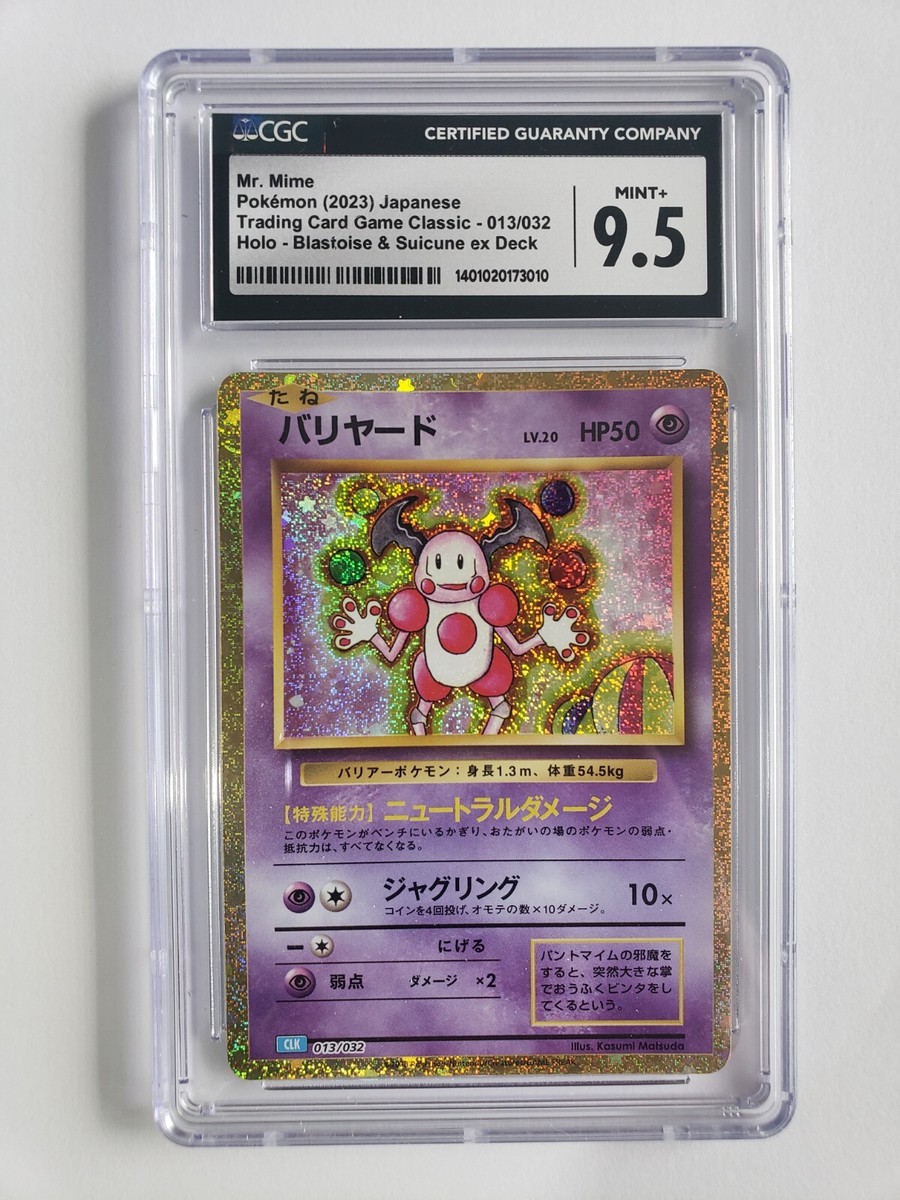 CGC CERTIFIED GUARANTY COMPANY
Mr. Mime
Pokémon (2023) Japanese
Trading Card Game Classic - 013/032
Holo - Blastoise & Suicune ex Deck
1401020173010
MINT+
9.5
たね
バリヤード LV.20 HP50
バリアーポケモン：身長1.3m、体重54.5kg
【特殊能力】ニュートラルダメージ
このポケモンがベンチにいるかぎり、おたがいの場のポケモンの弱点・
抵抗力は、すべてなくなる。
ジャグリング 10×
コインを4回投げ、オモテの数×10ダメージ。
ー にげる
弱点 ダメージ ×2
パントマイムの邪魔を
すると、突然大きな掌
でおうふくビンタをし
てくるという。
CLK 013/032 Illus. Kasumi Matsuda